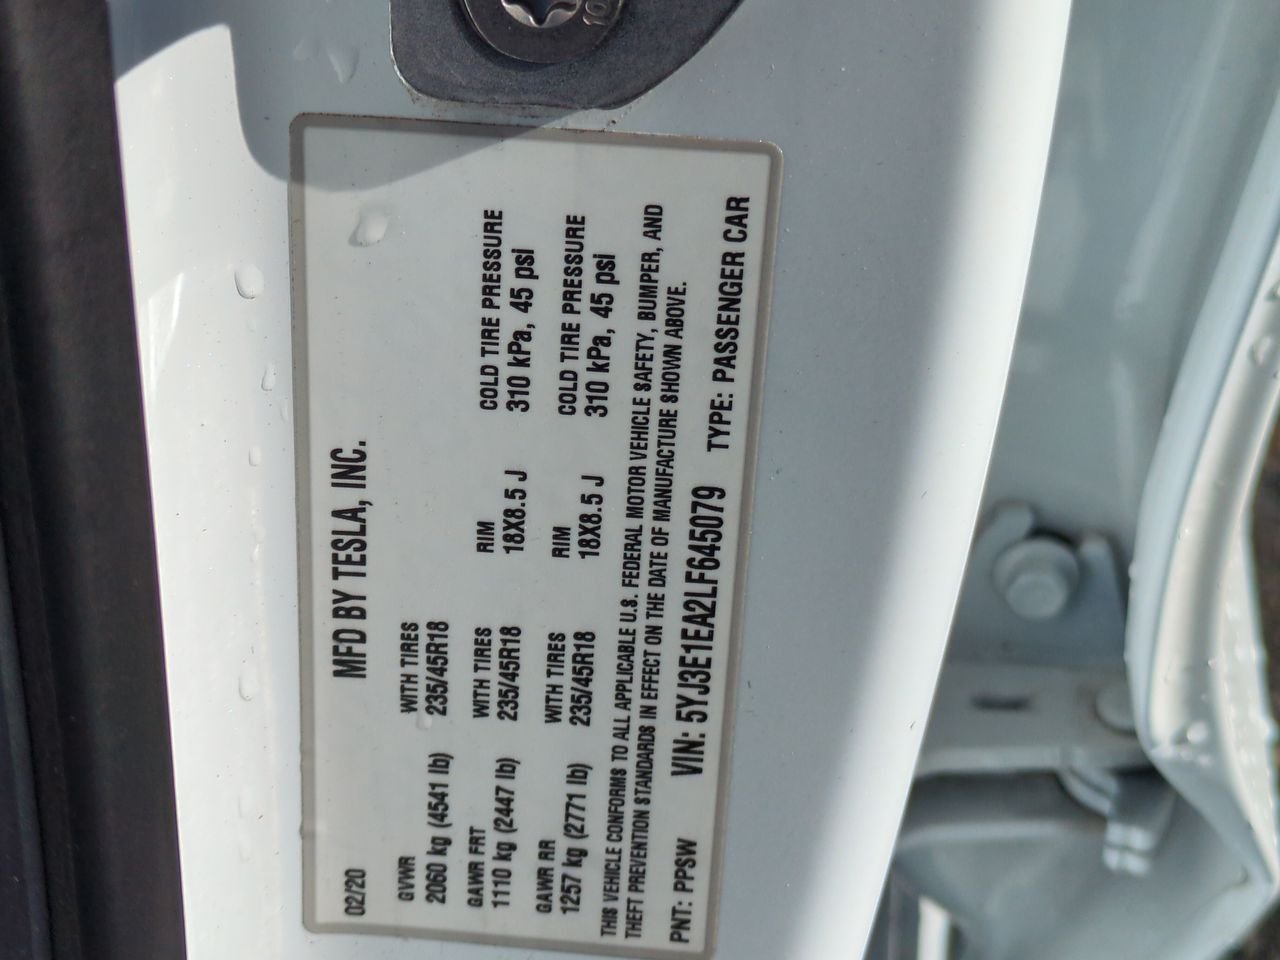 10
02/20 MFD BY TESLA, INC.
GVWR WITH TIRES
2060 kg (4541 lb) 235/45R18
GAWR FRT WITH TIRES RIM COLD TIRE PRESSURE
1110 kg (2447 lb) 235/45R18 18X8.5 J 310 kPa, 45 psi
GAWR RR WITH TIRES RIM COLD TIRE PRESSURE
1257 kg (2771 lb) 235/45R18 18X8.5 J 310 kPa, 45 psi
THIS VEHICLE CONFORMS TO ALL APPLICABLE U.S. FEDERAL MOTOR VEHICLE SAFETY, BUMPER, AND
THEFT PREVENTION STANDARDS IN EFFECT ON THE DATE OF MANUFACTURE SHOWN ABOVE.
PNT: PPSW VIN: 5YJ3E1EA2LF645079 TYPE: PASSENGER CAR